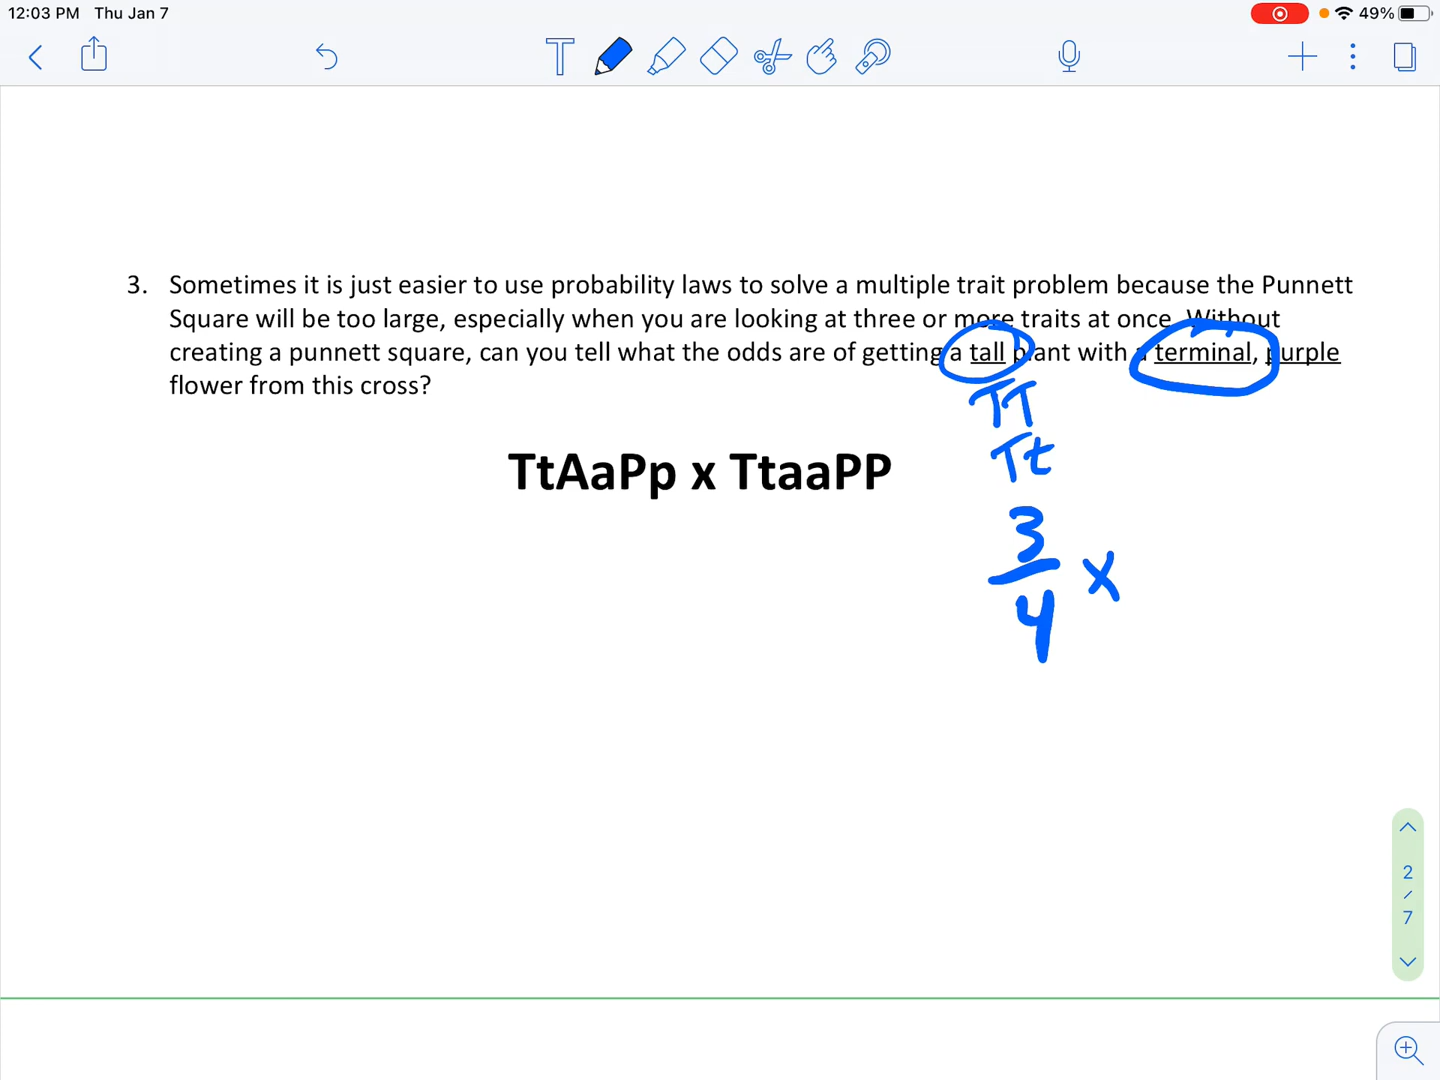 12:03 PM Thu Jan 7
49%
3. Sometimes it is just easier to use probability laws to solve a multiple trait problem because the Punnett
Square will be too large, especially when you are looking at three or more traits at once. Without
creating a punnett square, can you tell what the odds are of getting a tall plant with a terminal, purple
flower from this cross?
TT
TtAaPp x TtaaPP
Tt
3
4
x
2
/
7